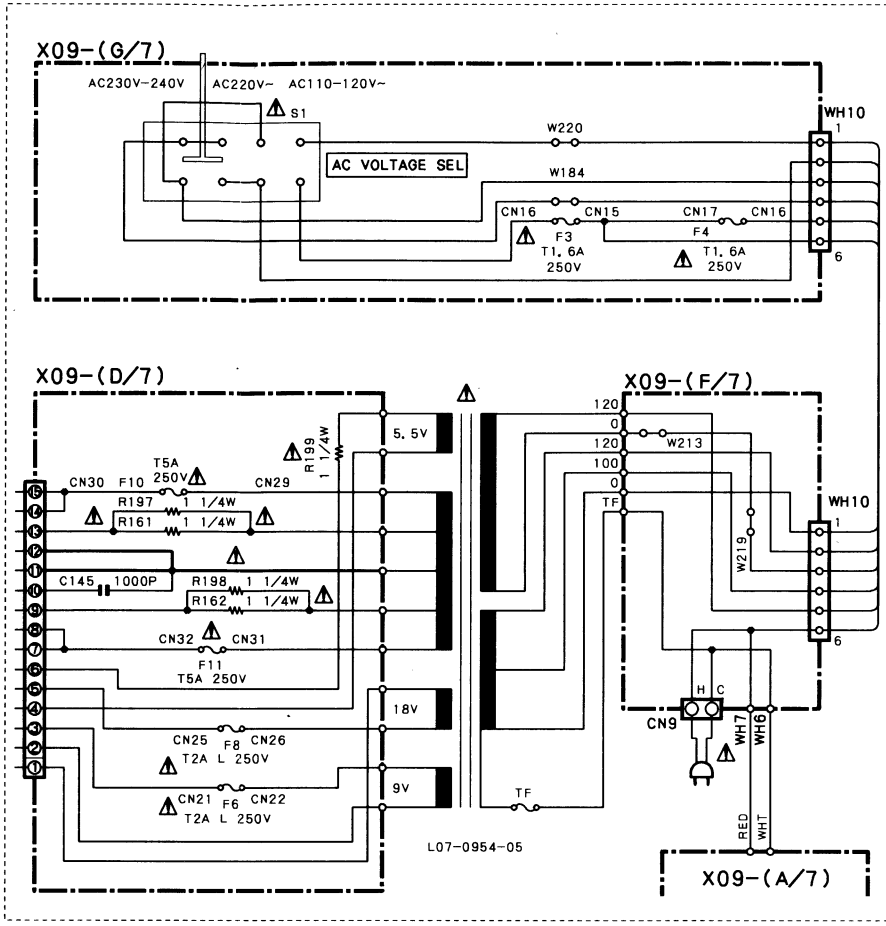 X09-(G/7)
AC230V-240V AC220V~ AC110-120V~
S1
AC VOLTAGE SEL
W220
WH10
1
W184
CN16 CN15 CN17 CN16
F3 F4
T1.6A
250V
T1.6A
250V
6
X09-(D/7)
X09-(F/7)
5.5V
R199
1 1/4W
T5A
250V
CN30 F10 CN29
R197 1 1/4W
R161 1 1/4W
C145 1000P
R198 1 1/4W
R162 1 1/4W
CN32 CN31
F11
T5A 250V
18V
CN25 F8 CN26
T2A L 250V
9V
CN21 F6 CN22
T2A L 250V
15
14
13
12
11
10
9
8
7
6
5
4
3
2
1
120
0
120
100
0
TF
W213
W219
WH10
1
6
H C
CN9
WH7
WH6
TF
L07-0954-05
RED
WHT
X09-(A/7)